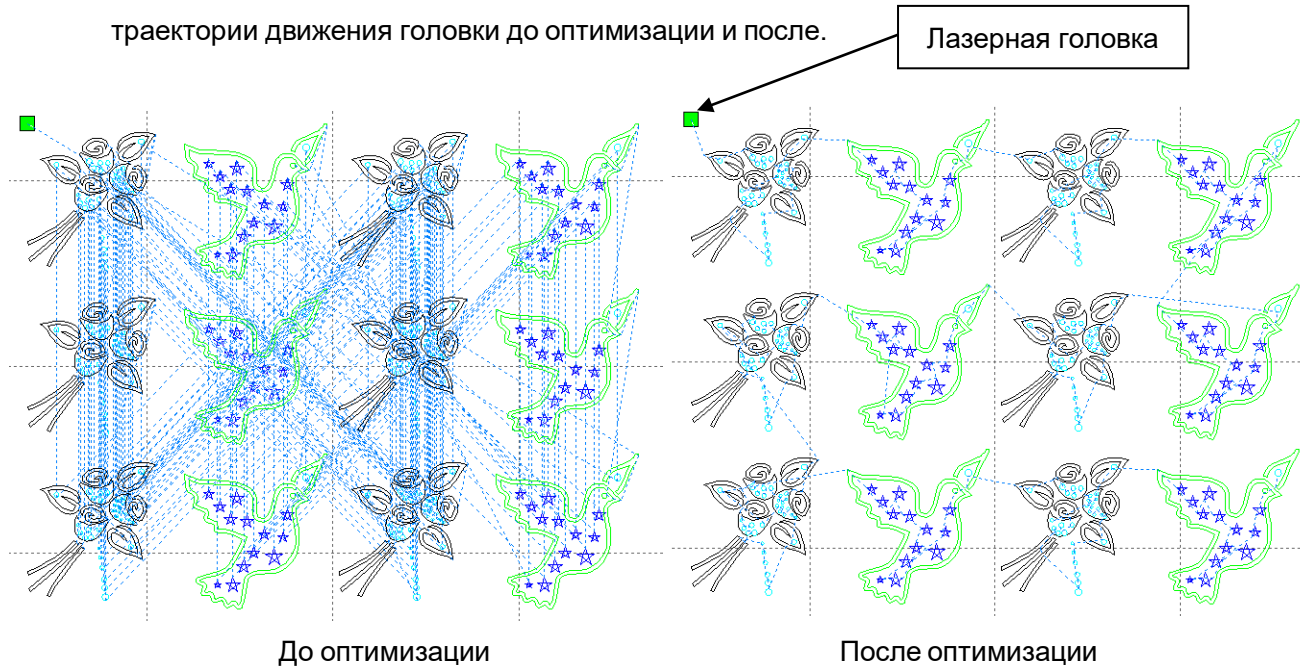 траектории движения головки до оптимизации и после.
Лазерная головка
До оптимизации
После оптимизации